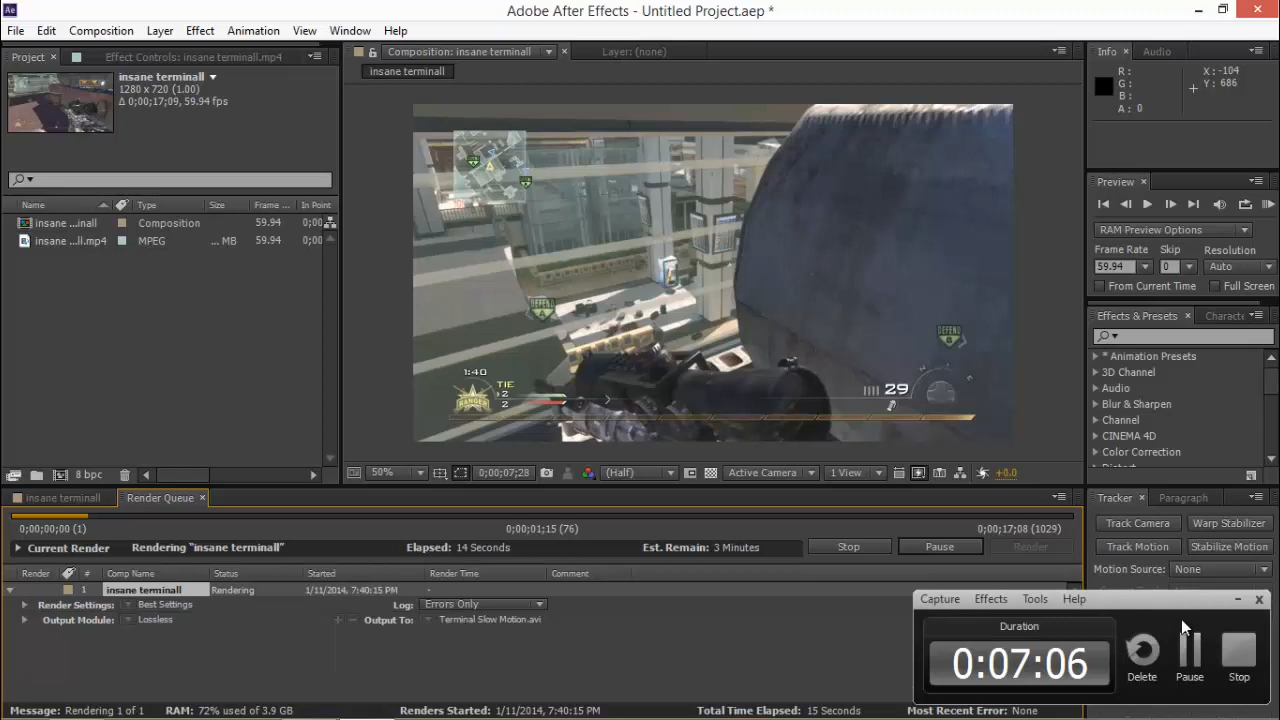 Ae
Adobe After Effects - Untitled Project.aep *
File Edit Composition Layer Effect Animation View Window Help
Project × Effect Controls: insane terminall.mp4
insane terminall
1280 x 720 (1.00)
Δ 0;00;17;09, 59.94 fps
Name Type Size Frame ... In Point
insane ...inall Composition 59.94 0;00
insane ...ll.mp4 MPEG ... MB 59.94 0;00
8 bpc
Composition: insane terminall × Layer: (none)
insane terminall
DEFEND
A
DEFEND
B
1:40
TIE
2
2
RANGER
29
50% 0;00;07;28 (Half) Active Camera 1 View +0.0
Info × Audio
R :
G :
B :
A : 0
X : -104
Y : 686
Preview ×
RAM Preview Options
Frame Rate Skip Resolution
59.94 0 Auto
From Current Time Full Screen
Effects & Presets × Characte
* Animation Presets
3D Channel
Audio
Blur & Sharpen
Channel
CINEMA 4D
Color Correction
Distort
insane terminall Render Queue ×
0;00;00;00 (1) 0;00;01;15 (76) 0;00;17;08 (1029)
Current Render Rendering "insane terminall" Elapsed: 14 Seconds Est. Remain: 3 Minutes Stop Pause Render
Render # Comp Name Status Started Render Time Comment
1 insane terminall Rendering 1/11/2014, 7:40:15 PM -
Render Settings: Best Settings Log: Errors Only
Output Module: Lossless Output To: Terminal Slow Motion.avi
Message: Rendering 1 of 1 RAM: 72% used of 3.9 GB Renders Started: 1/11/2014, 7:40:15 PM Total Time Elapsed: 15 Seconds Most Recent Error: None
Tracker × Paragraph
Track Camera Warp Stabilizer
Track Motion Stabilize Motion
Motion Source: None
Capture Effects Tools Help
Duration
0:07:06
Delete Pause Stop